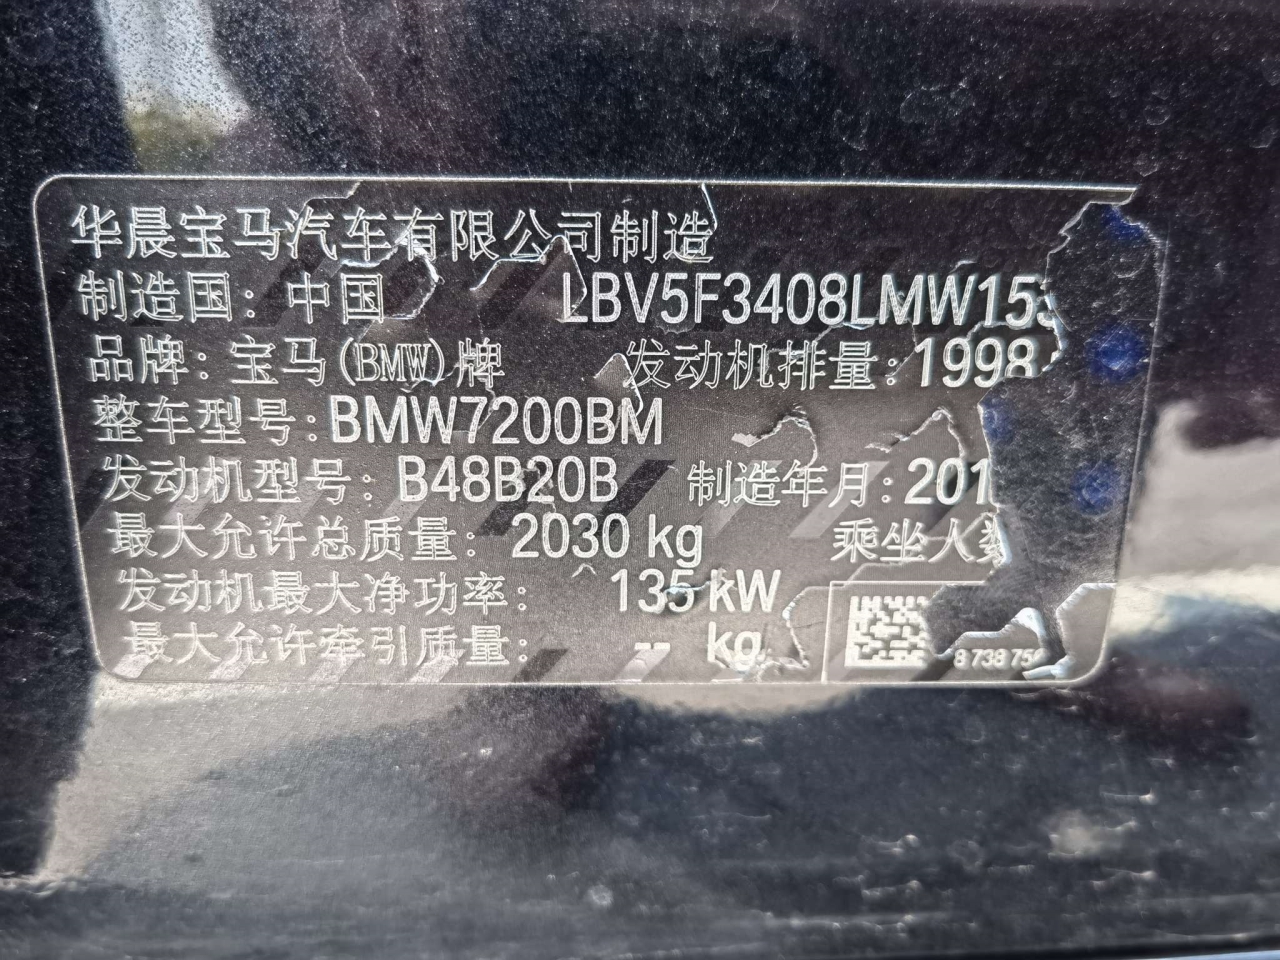 华晨宝马汽车有限公司制造
制造国: 中国 LBV5F3408LMW153
品牌: 宝马(BMW)牌 发动机排量: 1998
整车型号: BMW7200BM
发动机型号: B48B20B 制造年月: 201
最大允许总质量: 2030 kg 乘坐人数
发动机最大净功率: 135 kW
最大允许牵引质量: -- kg
8 738 75